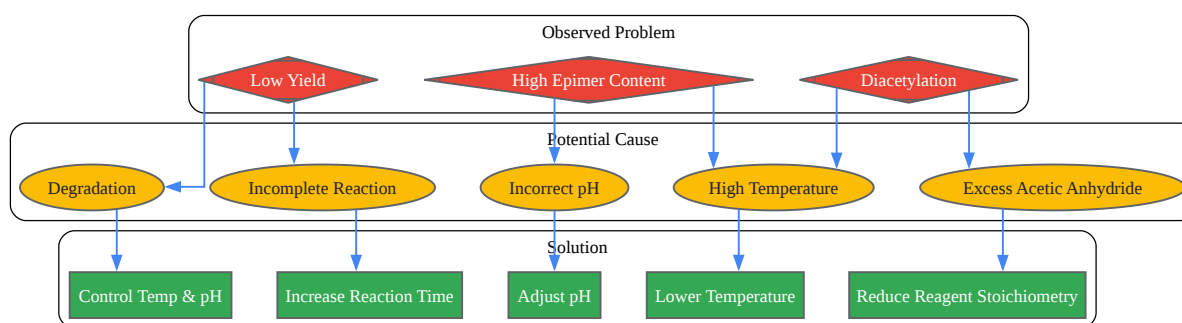 Observed Problem
Low Yield
High Epimer Content
Diacetylation
Potential Cause
Degradation
Incomplete Reaction
Incorrect pH
High Temperature
Excess Acetic Anhydride
Solution
Control Temp & pH
Increase Reaction Time
Adjust pH
Lower Temperature
Reduce Reagent Stoichiometry